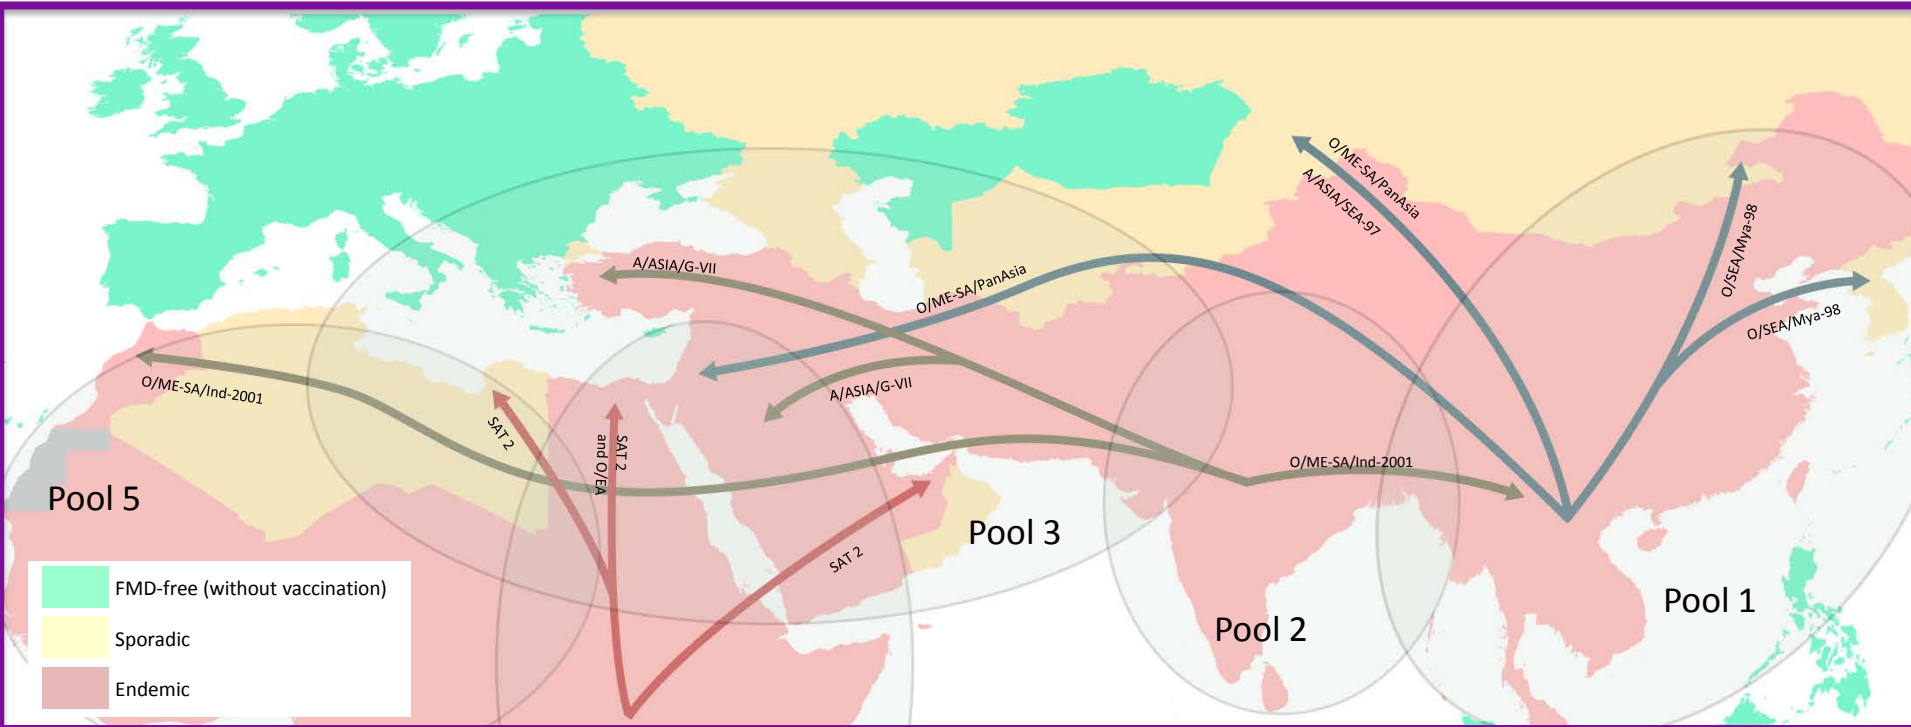 O/ME-SA/PanAsia
A/ASIA/SEA-97
O/SEA/Mya-98
O/SEA/Mya-98
A/ASIA/G-VII
O/ME-SA/PanAsia
A/ASIA/G-VII
O/ME-SA/Ind-2001
SAT 2
SAT 2
and O/EA
O/ME-SA/Ind-2001
SAT 2
Pool 5
Pool 3
Pool 2
Pool 1
FMD-free (without vaccination)
Sporadic
Endemic